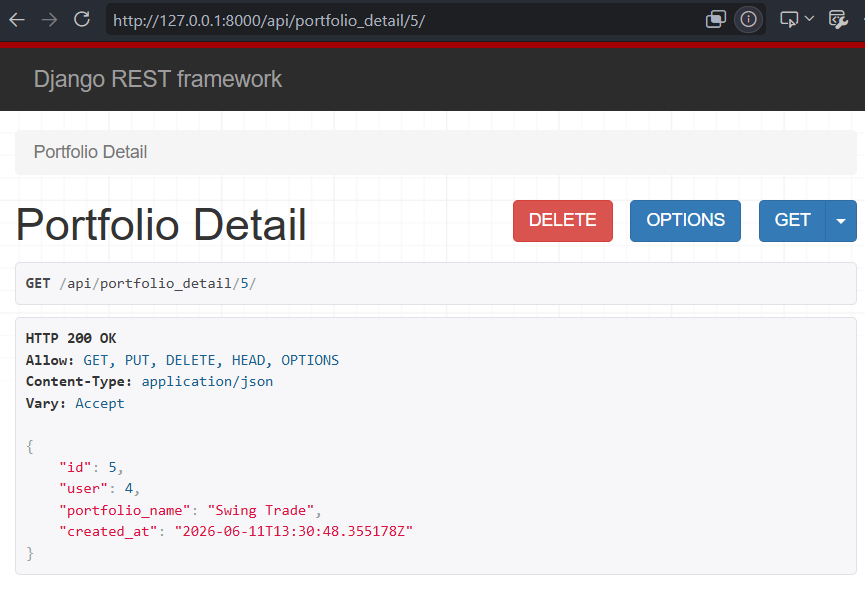 http://127.0.0.1:8000/api/portfolio_detail/5/
Django REST framework
Portfolio Detail
Portfolio Detail
DELETE
OPTIONS
GET
GET /api/portfolio_detail/5/
HTTP 200 OK
Allow: GET, PUT, DELETE, HEAD, OPTIONS
Content-Type: application/json
Vary: Accept
{
    "id": 5,
    "user": 4,
    "portfolio_name": "Swing Trade",
    "created_at": "2026-06-11T13:30:48.355178Z"
}